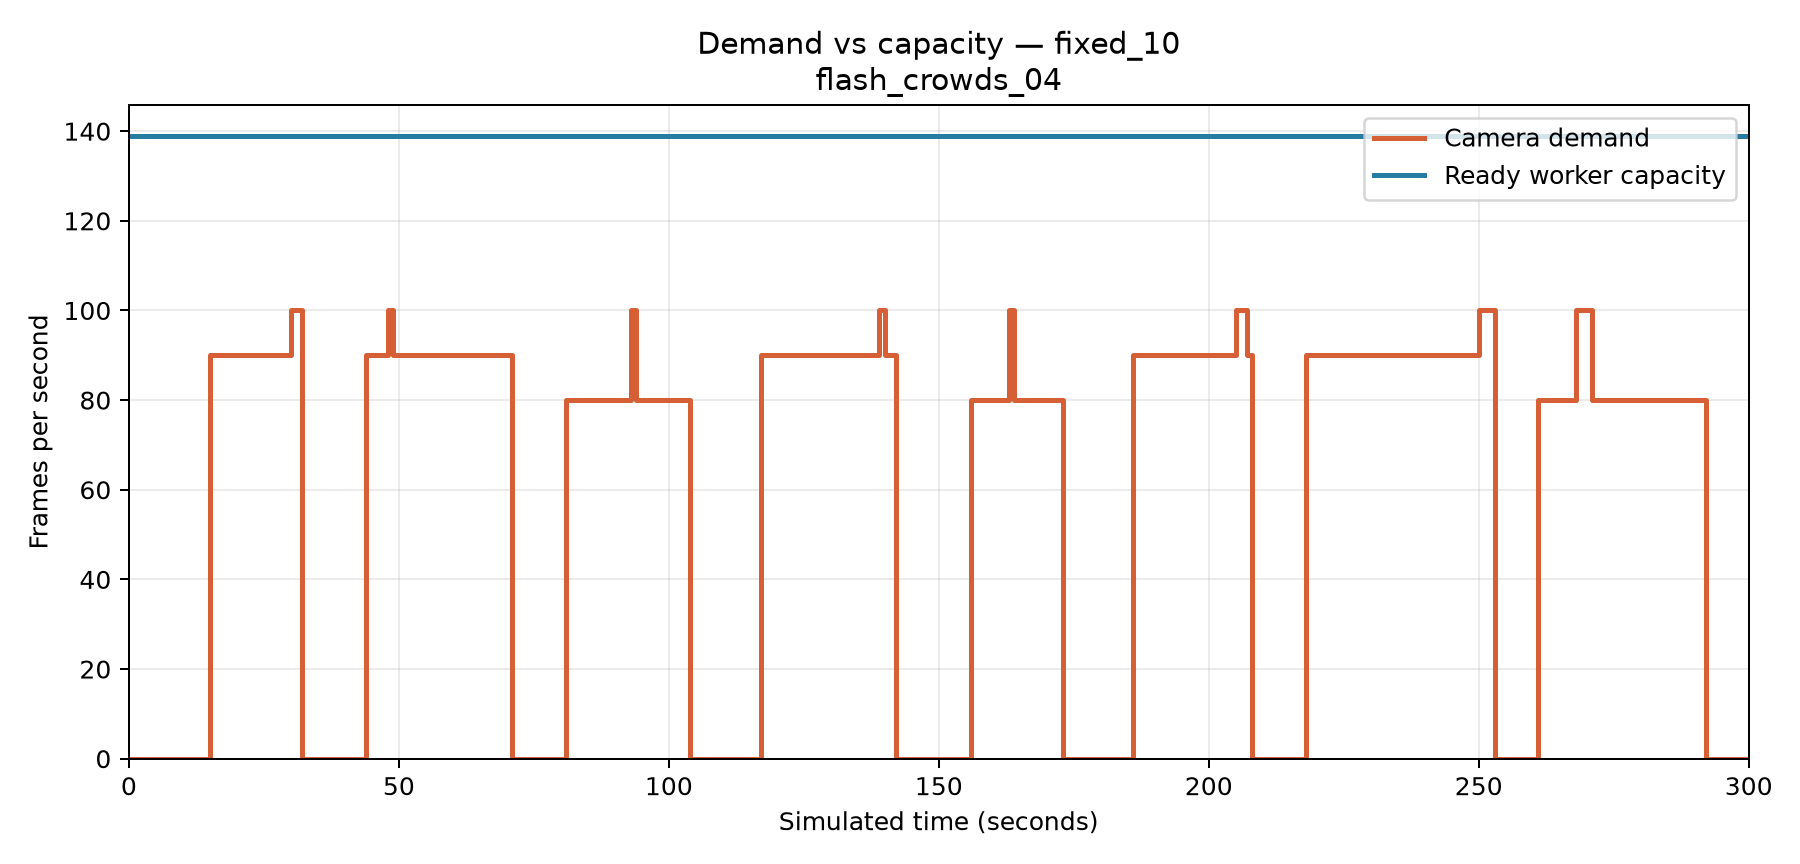 Demand vs capacity — fixed_10
flash_crowds_04
Camera demand
Ready worker capacity
Frames per second
140
120
100
80
60
40
20
0
0 50 100 150 200 250 300
Simulated time (seconds)